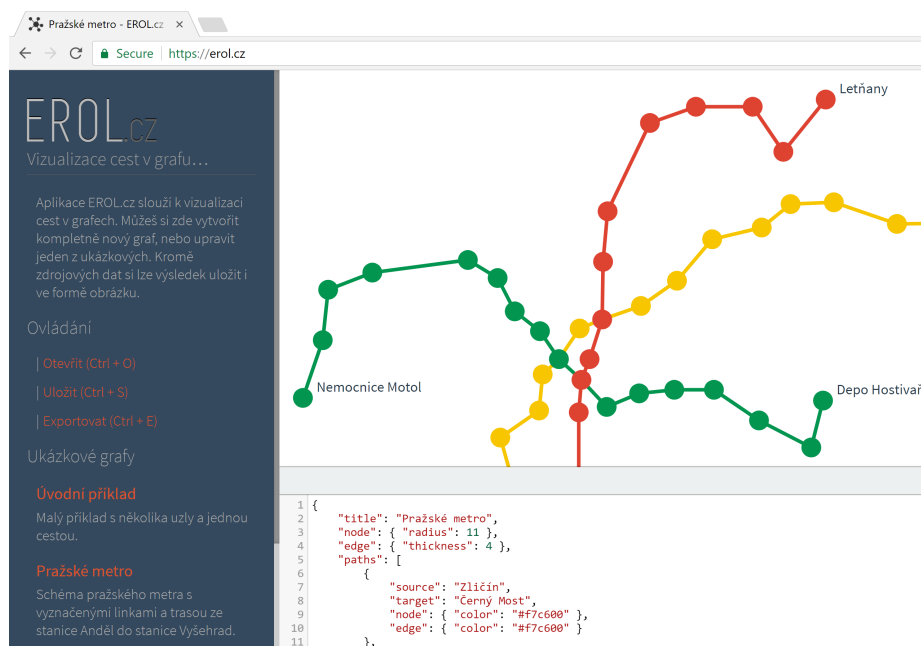 Pražské metro - EROL.cz
Secure https://erol.cz
EROL.cz
Vizualizace cest v grafu...
Aplikace EROL.cz slouží k vizualizaci
cest v grafech. Můžeš si zde vytvořit
kompletně nový graf, nebo upravit
jeden z ukázkových. Kromě
zdrojových dat si lze výsledek uložit i
ve formě obrázku.
Ovládání
| Otevřít (Ctrl + O)
| Uložit (Ctrl + S)
| Exportovat (Ctrl + E)
Ukázkové grafy
Úvodní příklad
Malý příklad s několika uzly a jednou
cestou.
Pražské metro
Schéma pražského metra s
vyznačenými linkami a trasou ze
stanice Anděl do stanice Vyšehrad.
Letňany
Nemocnice Motol
Depo Hostivař
1 {
2 "title": "Pražské metro",
3 "node": { "radius": 11 },
4 "edge": { "thickness": 4 },
5 "paths": [
6 {
7 "source": "Zličín",
8 "target": "Černý Most",
9 "node": { "color": "#f7c600" },
10 "edge": { "color": "#f7c600" }
11 },